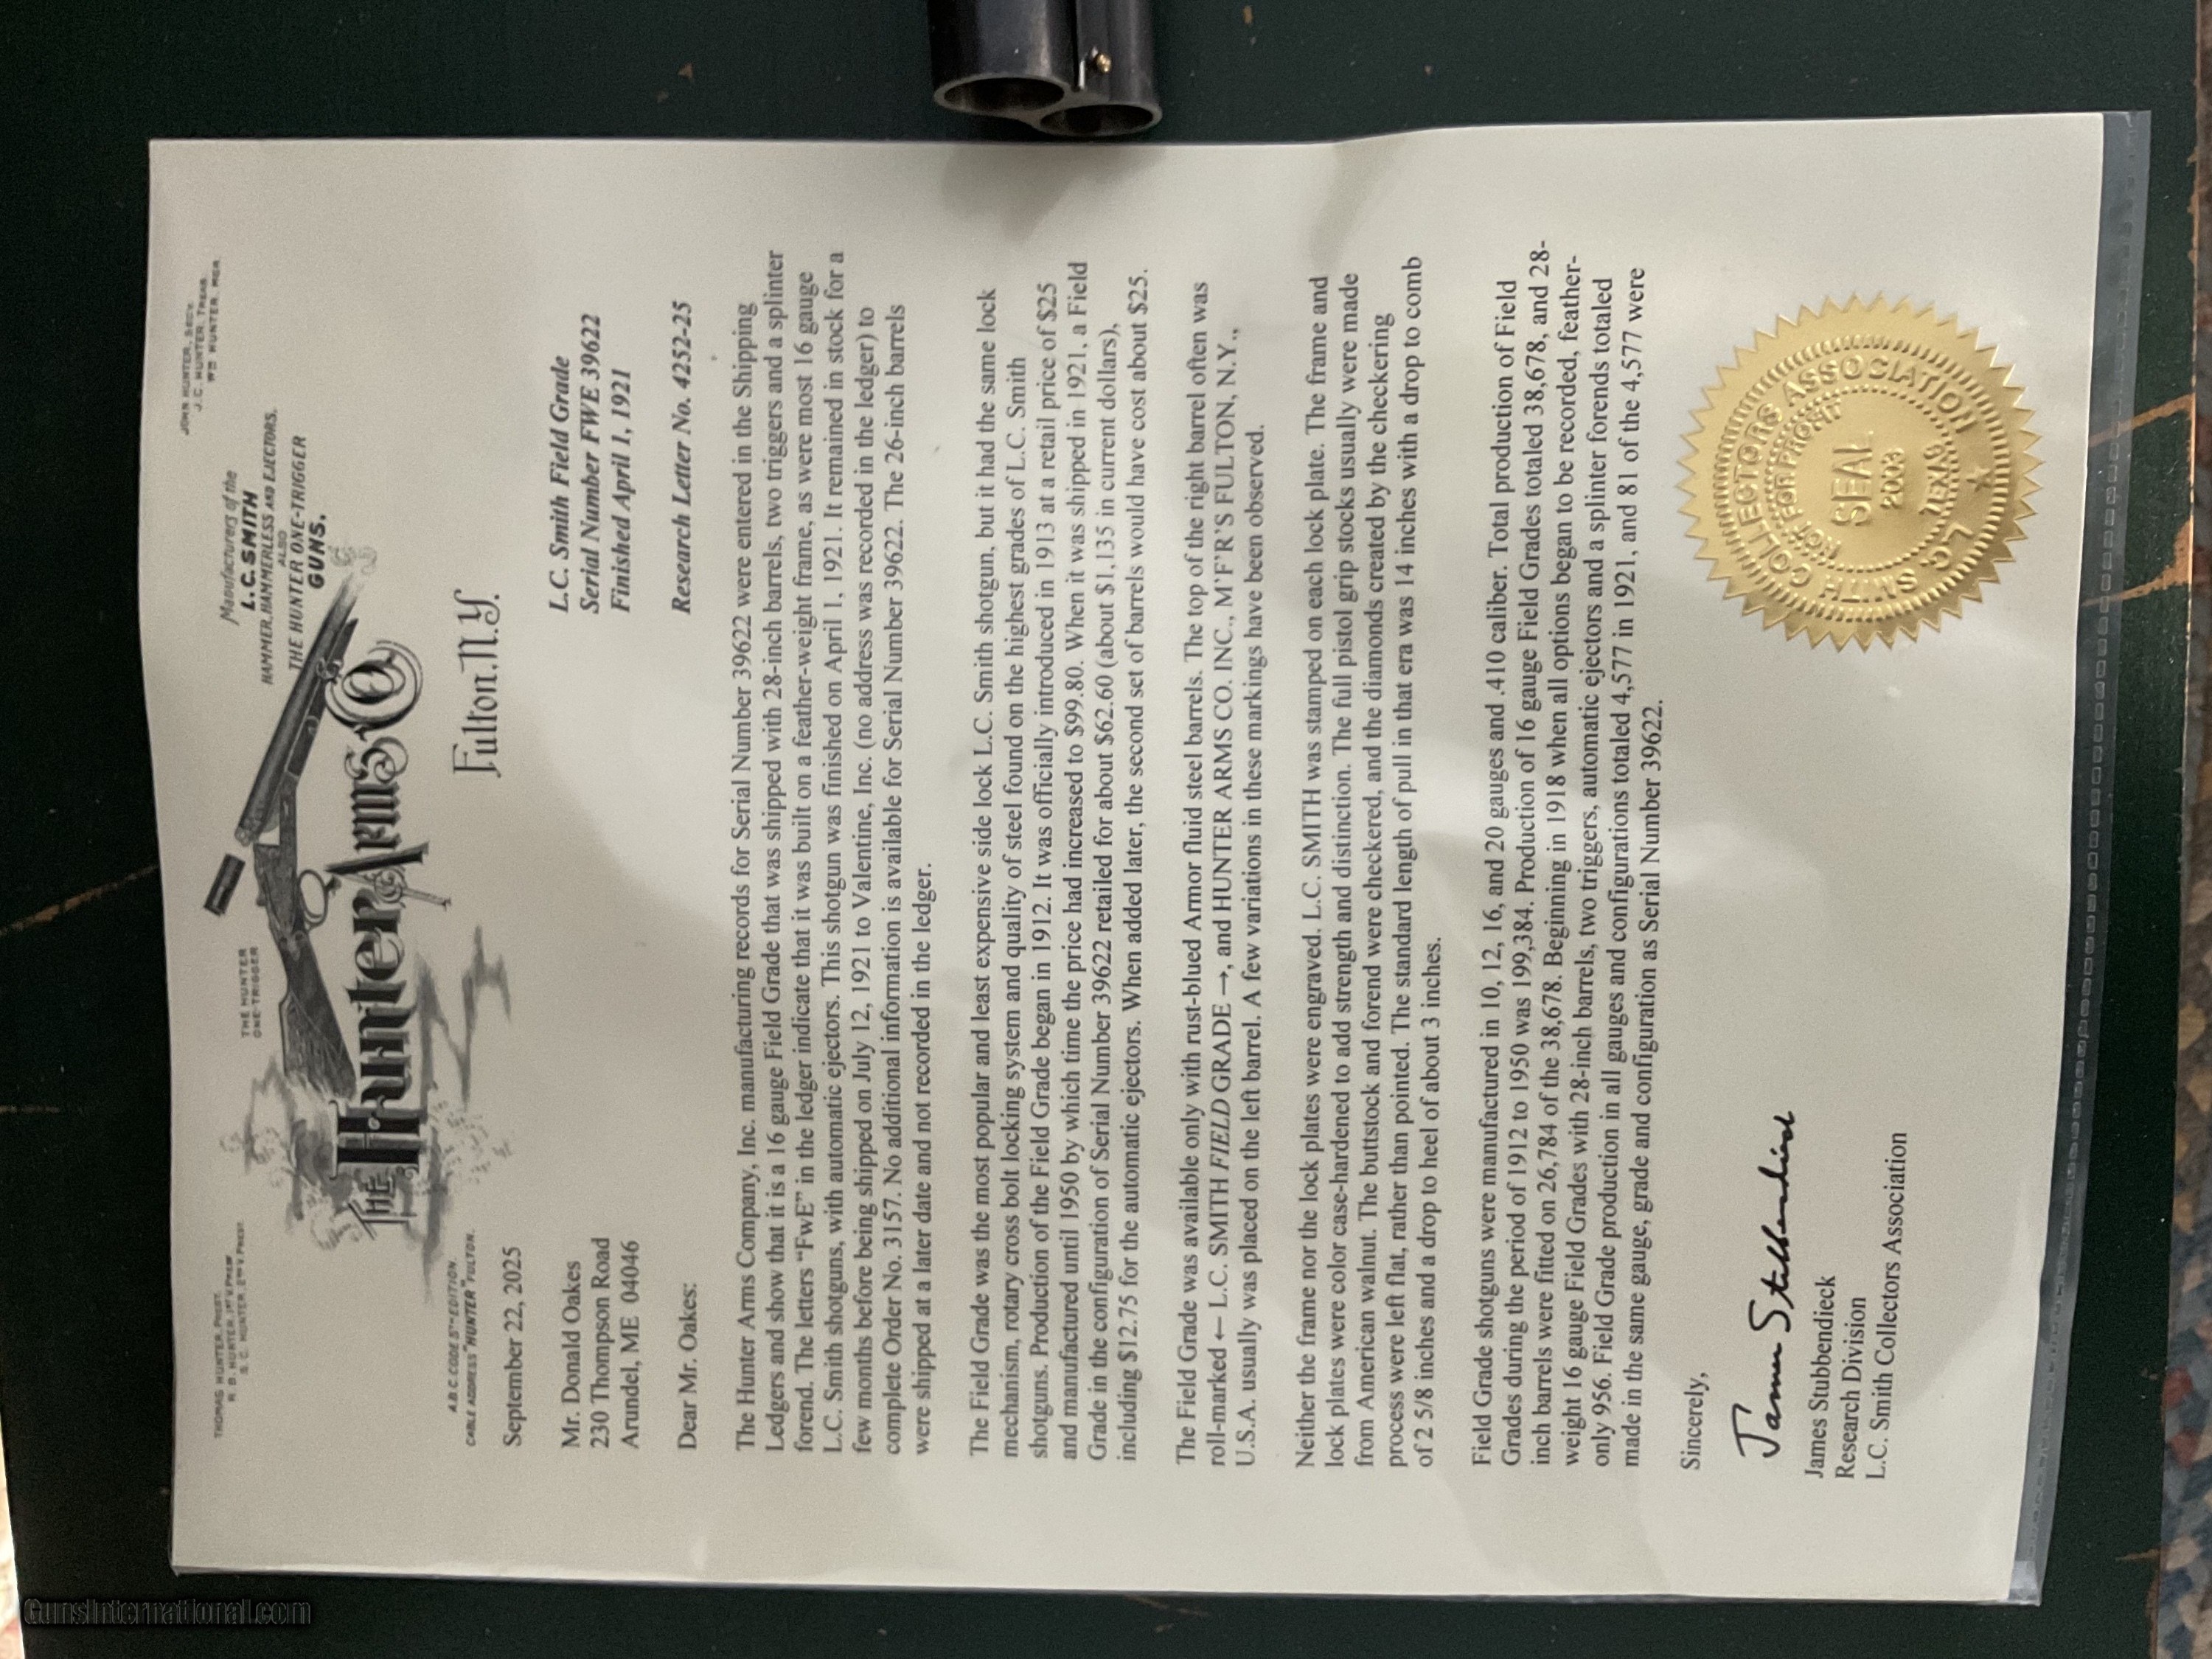 THOMAS HUNTER, PREST.
R. D. HUNTER, 1ST V. PRES'T.
S. C. HUNTER, 2ND V. PREST.
THE HUNTER
ONE-TRIGGER
Manufacturers of the
L.C. SMITH
HAMMER, HAMMERLESS AND EJECTORS.
ALSO
THE HUNTER ONE-TRIGGER
GUNS.
JOHN HUNTER, SECY.
J.C. HUNTER, TREAS.
THE HUNTER ARMS CO
A.B.C. CODE 5TH EDITION.
CABLE ADDRESS "HUNTER" FULTON.
Fulton. N.Y.
September 22, 2025
Mr. Donald Oakes
230 Thompson Road
Arundel, ME 04046
L.C. Smith Field Grade
Serial Number FWE 39622
Finished April 1, 1921
Research Letter No. 4252-25
Dear Mr. Oakes:
The Hunter Arms Company, Inc. manufacturing records for Serial Number 39622 were entered in the Shipping
Ledgers and show that it is a 16 gauge Field Grade that was shipped with 28-inch barrels, two triggers and a splinter
forend. The letters “FwE” in the ledger indicate that it was built on a feather-weight frame, as were most 16 gauge
L.C. Smith shotguns, with automatic ejectors. This shotgun was finished on April 1, 1921. It remained in stock for a
few months before being shipped on July 12, 1921 to Valentine, Inc. (no address was recorded in the ledger) to
complete Order No. 3157. No additional information is available for Serial Number 39622. The 26-inch barrels
were shipped at a later date and not recorded in the ledger.
The Field Grade was the most popular and least expensive side lock L.C. Smith shotgun, but it had the same lock
mechanism, rotary cross bolt locking system and quality of steel found on the highest grades of L.C. Smith
shotguns. Production of the Field Grade began in 1912. It was officially introduced in 1913 at a retail price of $25
and manufactured until 1950 by which time the price had increased to $99.80. When it was shipped in 1921, a Field
Grade in the configuration of Serial Number 39622 retailed for about $62.60 (about $1,135 in current dollars),
including $12.75 for the automatic ejectors. When added later, the second set of barrels would have cost about $25.
The Field Grade was available only with rust-blued Armor fluid steel barrels. The top of the right barrel often was
roll-marked ← L.C. SMITH FIELD GRADE →, and HUNTER ARMS CO. INC., M'F'R'S FULTON, N.Y.,
U.S.A. usually was placed on the left barrel. A few variations in these markings have been observed.
Neither the frame nor the lock plates were engraved. L.C. SMITH was stamped on each lock plate. The frame and
lock plates were color case-hardened to add strength and distinction. The full pistol grip stocks usually were made
from American walnut. The buttstock and forend were checkered, and the diamonds created by the checkering
process were left flat, rather than pointed. The standard length of pull in that era was 14 inches with a drop to comb
of 2 5/8 inches and a drop to heel of about 3 inches.
Field Grade shotguns were manufactured in 10, 12, 16, and 20 gauges and .410 caliber. Total production of Field
Grades during the period of 1912 to 1950 was 199,384. Production of 16 gauge Field Grades totaled 38,678, and 28-
inch barrels were fitted on 26,784 of the 38,678. Beginning in 1918 when all options began to be recorded, feather-
weight 16 gauge Field Grades with 28-inch barrels, two triggers, automatic ejectors and a splinter forends totaled
only 956. Field Grade production in all gauges and configurations totaled 4,577 in 1921, and 81 of the 4,577 were
made in the same gauge, grade and configuration as Serial Number 39622.
Sincerely,
James Stubbendieck
James Stubbendieck
Research Division
L.C. Smith Collectors Association
L.C. SMITH COLLECTORS ASSOCIATION
NOT FOR PROFIT
SEAL
2003
TEXAS
GunsInternational.com